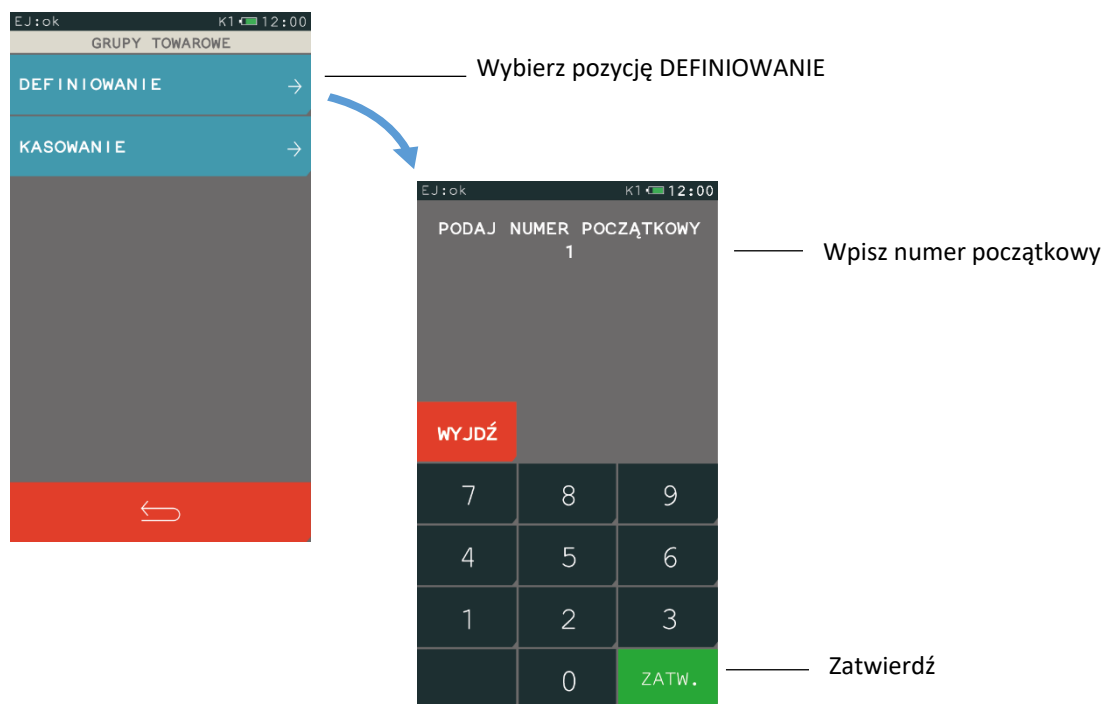 EJ:ok K1 12:00
GRUPY TOWAROWE
DEFINIOWANIE
KASOWANIE
Wybierz pozycję DEFINIOWANIE
EJ:ok K1 12:00
PODAJ NUMER POCZĄTKOWY
1
Wpisz numer początkowy
WYJDŹ
7 8 9
4 5 6
1 2 3
0 ZATW.
Zatwierdź